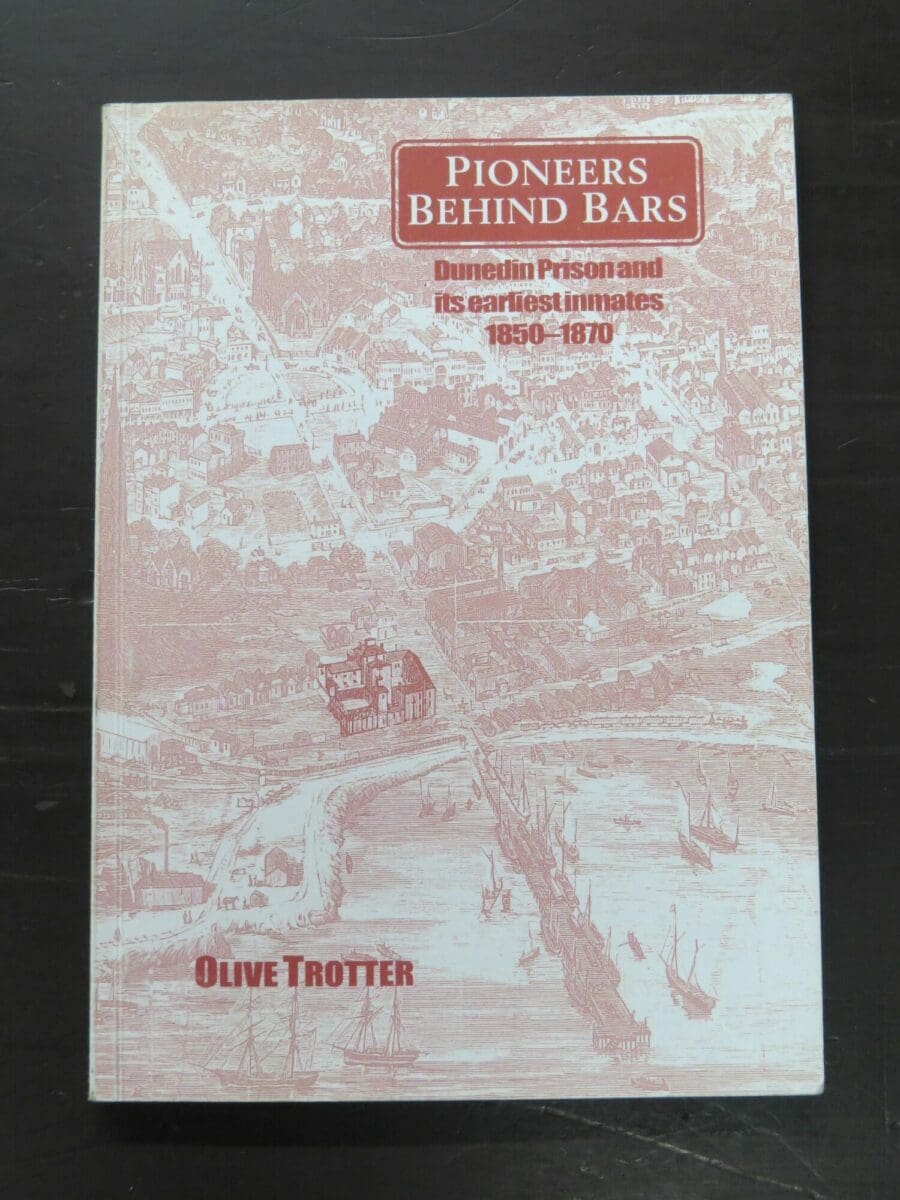 PIONEERS
BEHIND BARS
Dunedin Prison and
its earliest inmates
1850–1870
OLIVE TROTTER